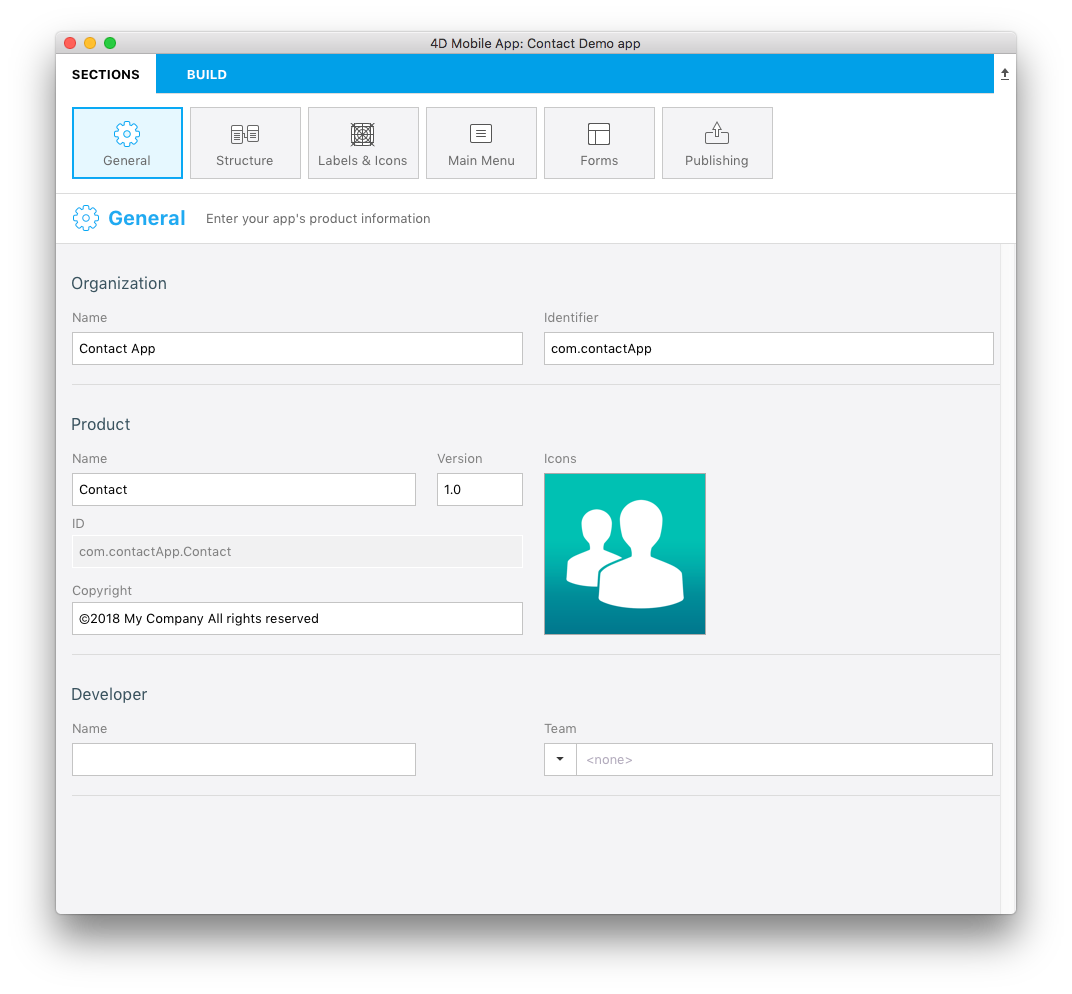 4D Mobile App: Contact Demo app
SECTIONS BUILD
General Structure Labels & Icons Main Menu Forms Publishing
General Enter your app's product information
Organization
Name Identifier
Contact App com.contactApp
Product
Name Version Icons
Contact 1.0
ID
com.contactApp.Contact
Copyright
©2018 My Company All rights reserved
Developer
Name Team
<none>